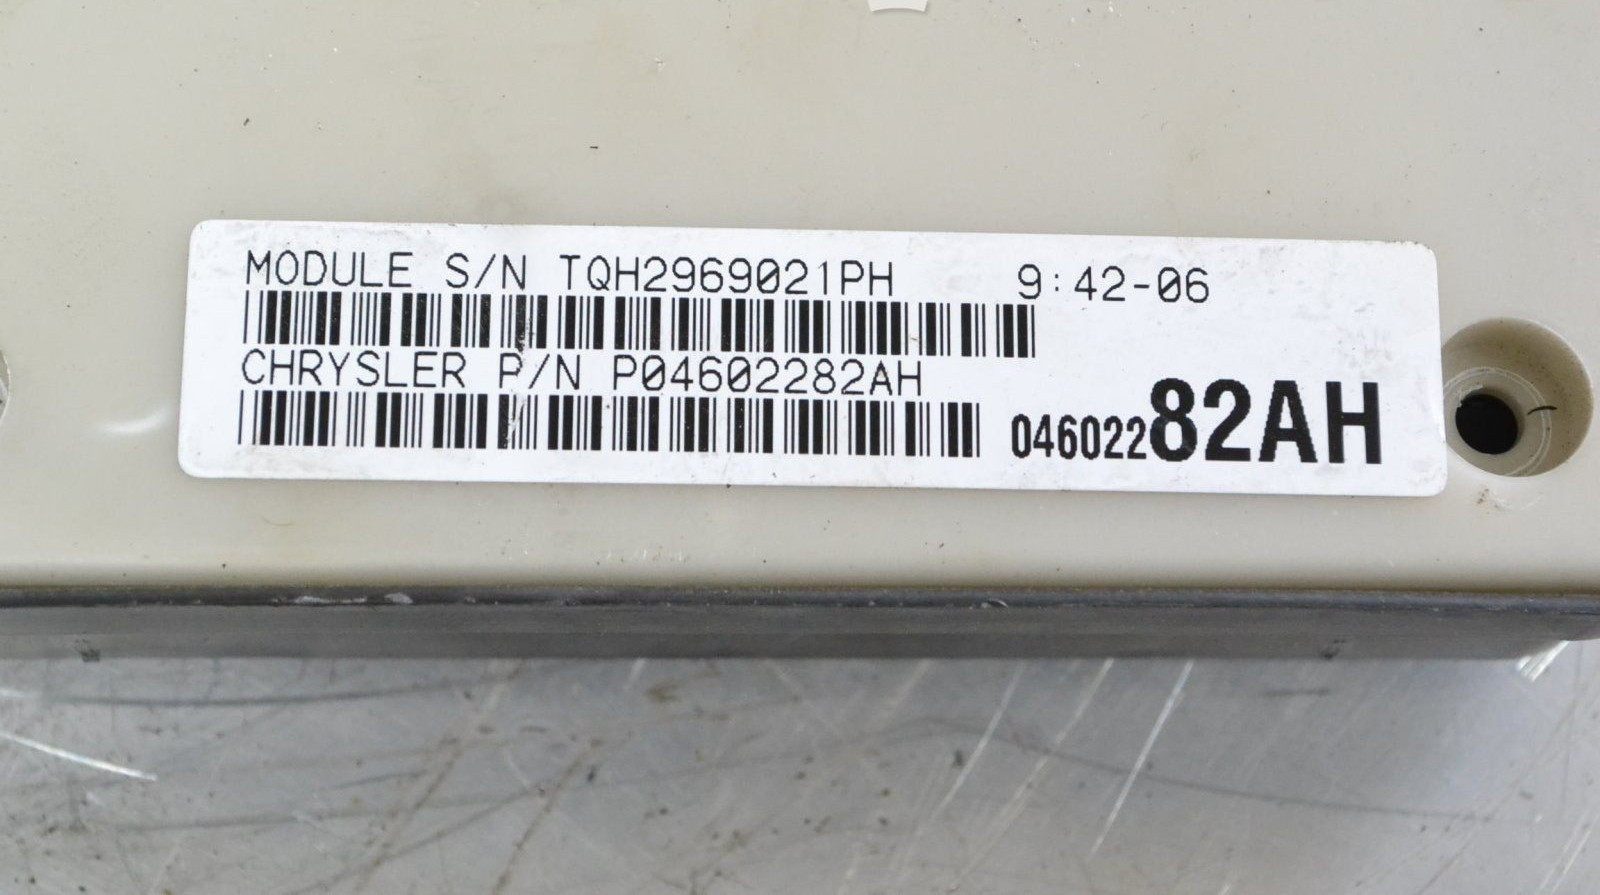 MODULE S/N TQH2969021PH 9:42-06
CHRYSLER P/N P04602282AH
04602282AH